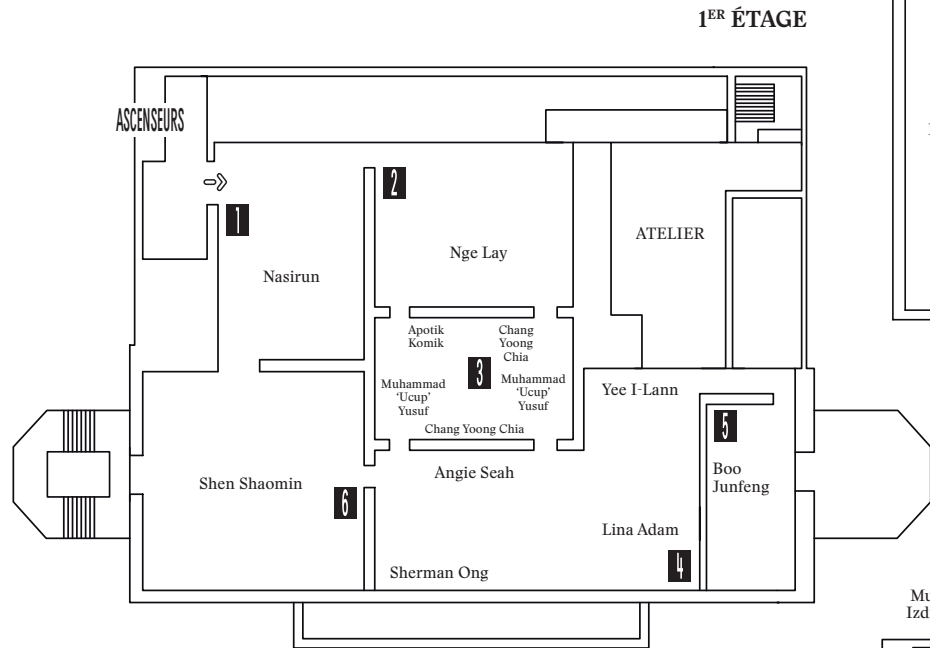 1ER ÉTAGE
ASCENSEURS
1
2
Nge Lay
ATELIER
Nasirun
Apotik
Komik
Chang
Yoong
Chia
3
Muhammad
‘Ucup’
Yusuf
Muhammad
‘Ucup’
Yusuf
Chang Yoong Chia
Yee I-Lann
5
Boo
Junfeng
Angie Seah
Shen Shaomin
6
Lina Adam
4
Sherman Ong
Mu
Izd